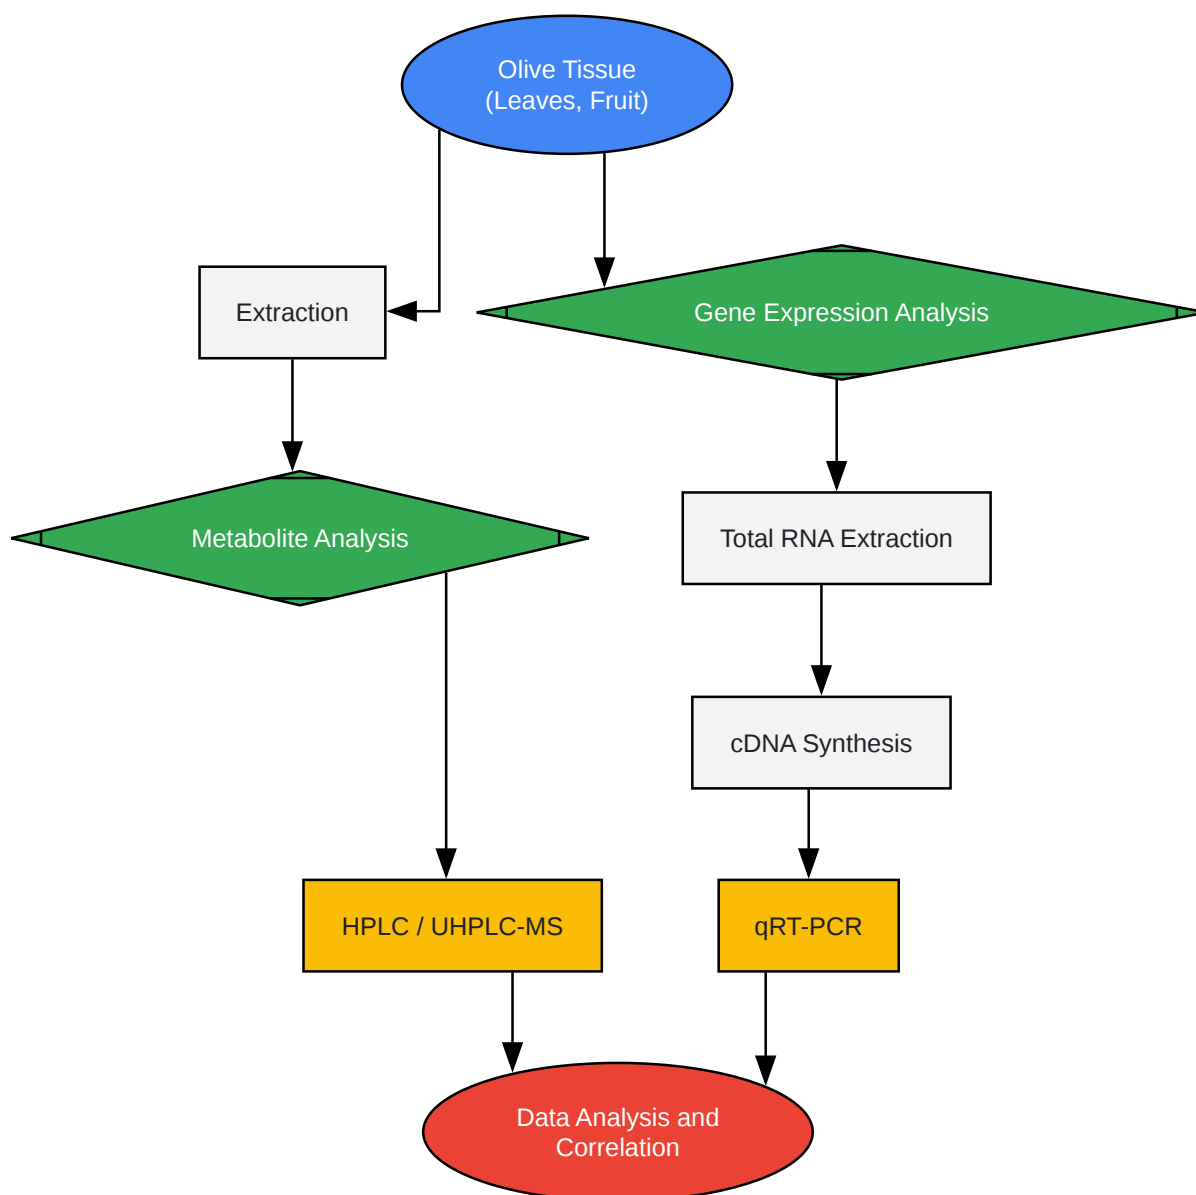 Olive Tissue
(Leaves, Fruit)
Extraction
Gene Expression Analysis
Metabolite Analysis
Total RNA Extraction
cDNA Synthesis
HPLC / UHPLC-MS
qRT-PCR
Data Analysis and
Correlation